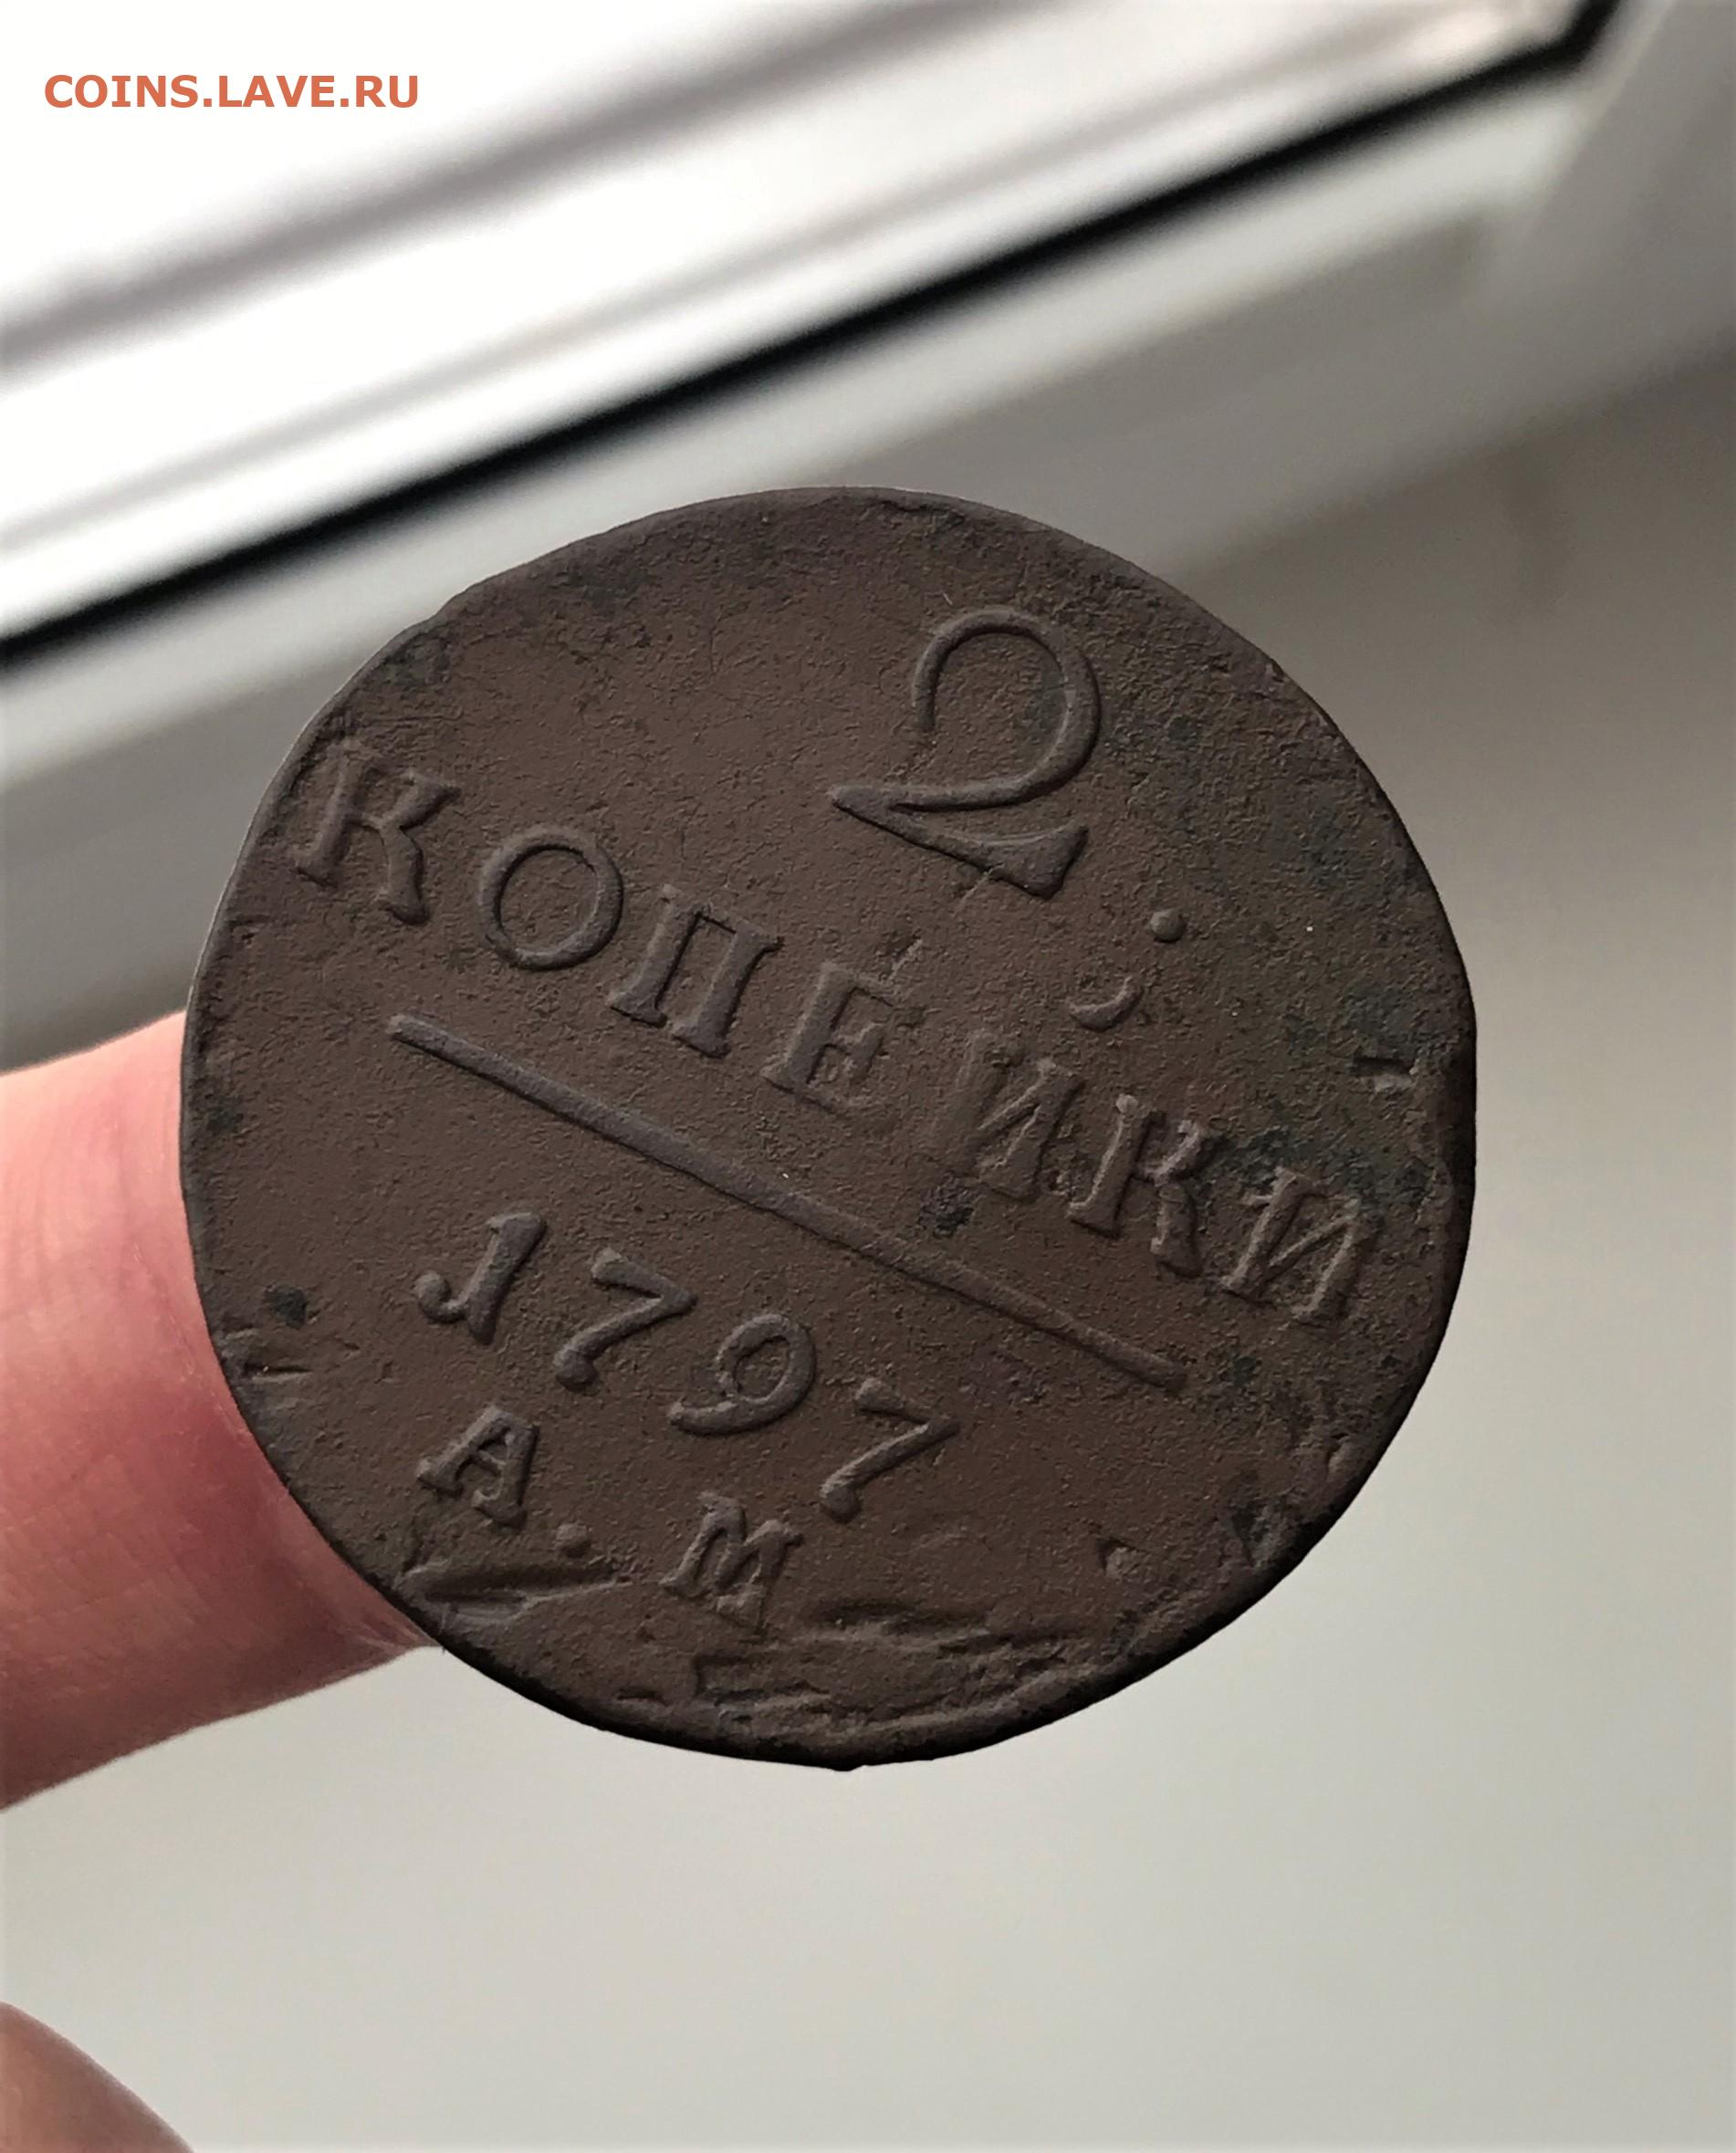 COINS.LAVE.RU
2.
КОПЕЙКИ
1797
А. М